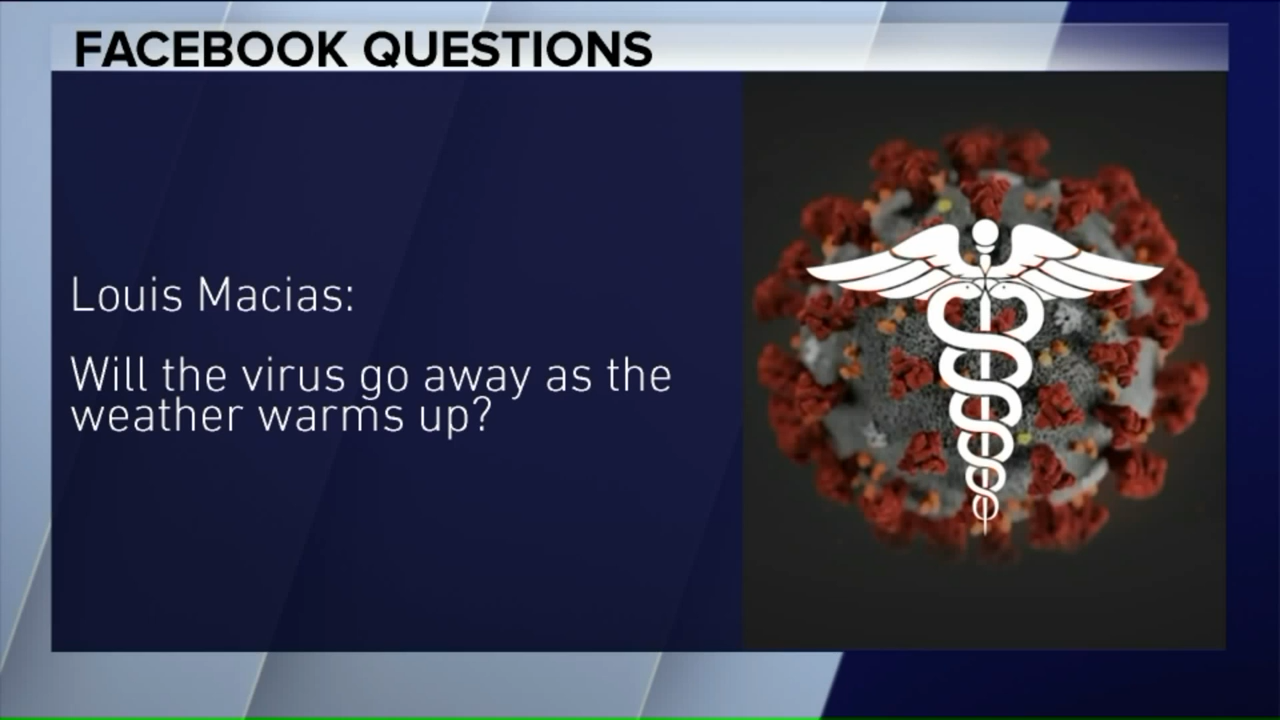 FACEBOOK QUESTIONS
Louis Macias:
Will the virus go away as the
weather warms up?